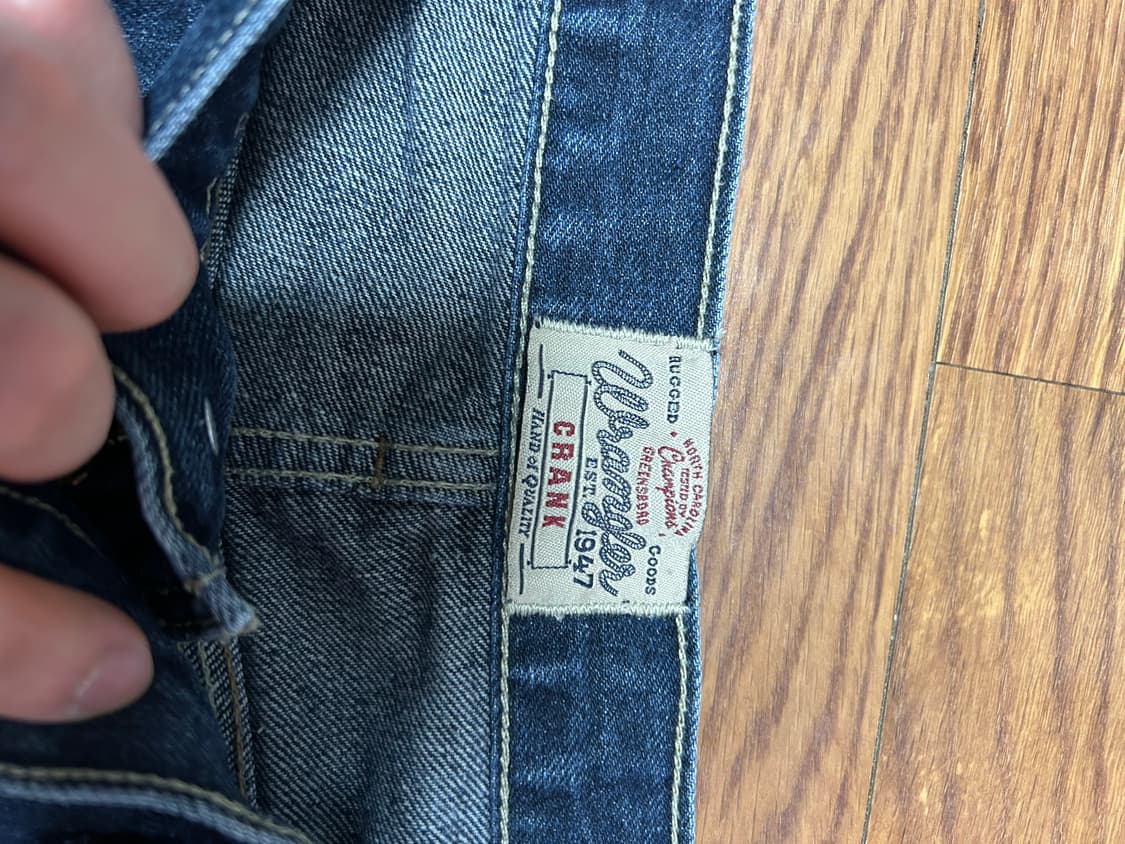 RUGGED • NORTH CAROLINA GOODS
TESTED BY
Champions
GREENSBORO
Wrangler
EST. 1947
CRANK
HAND of QUALITY